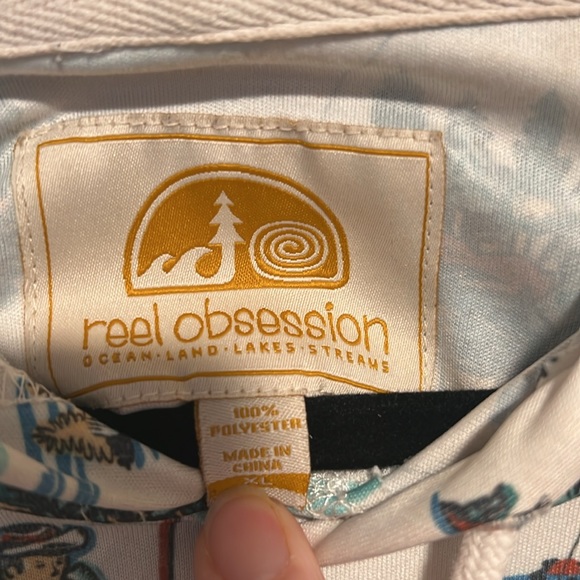 reel obsession
OCEAN · LAND · LAKES · STREAMS
100%
POLYESTER
MADE IN
CHINA
XL